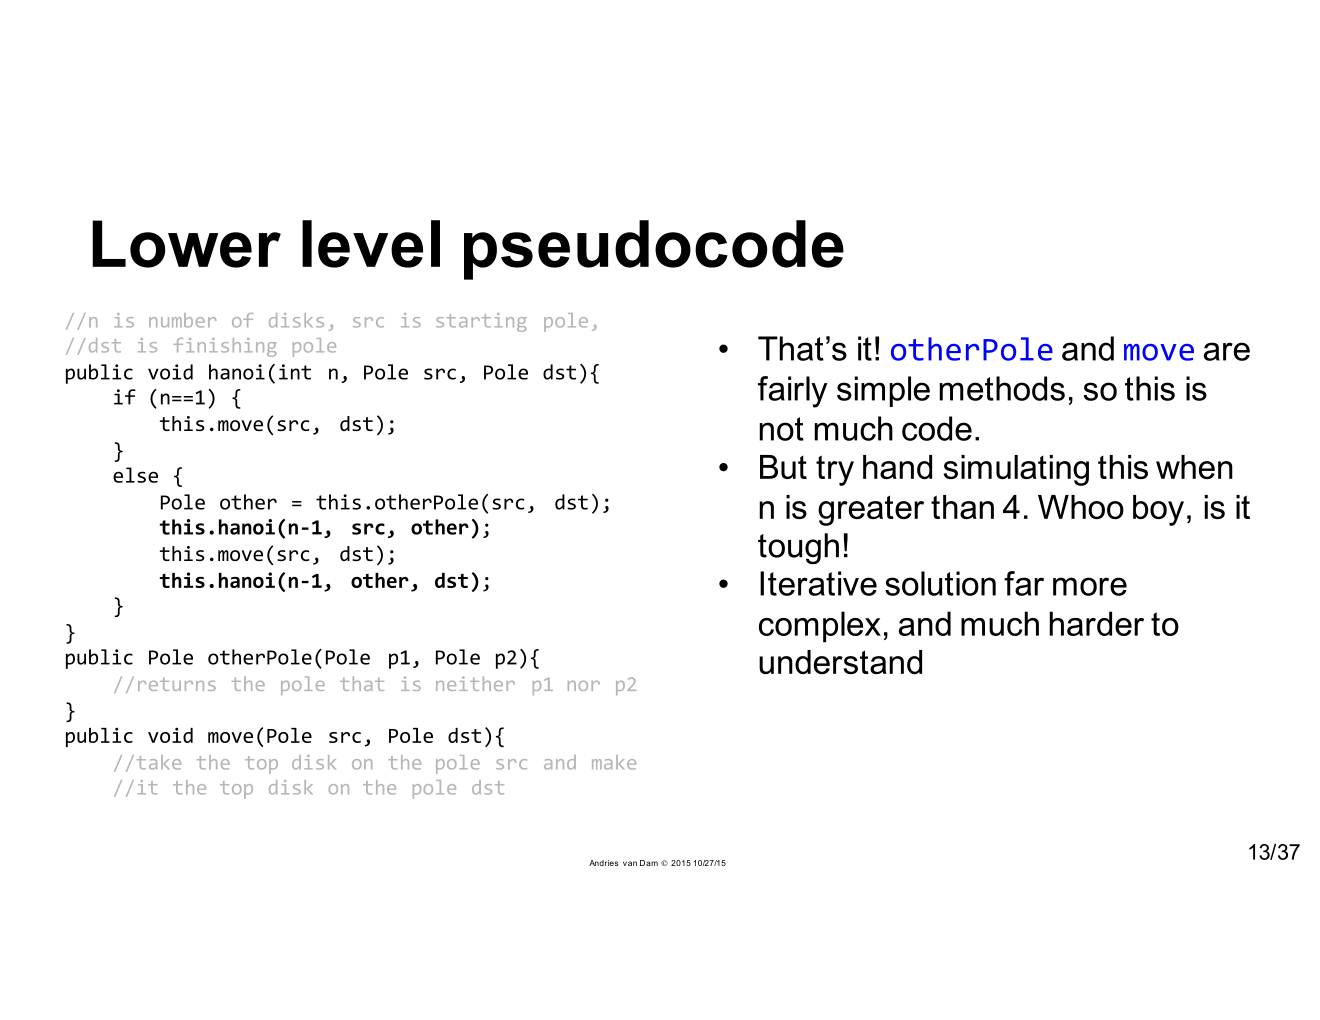 Lower level pseudocode
//n is number of disks, src is starting pole,
//dst is finishing pole
public void hanoi(int n, Pole src, Pole dst){
    if (n==1) {
        this.move(src, dst);
    }
    else {
        Pole other = this.otherPole(src, dst);
        this.hanoi(n-1, src, other);
        this.move(src, dst);
        this.hanoi(n-1, other, dst);
    }
}
public Pole otherPole(Pole p1, Pole p2){
    //returns the pole that is neither p1 nor p2
}
public void move(Pole src, Pole dst){
    //take the top disk on the pole src and make
    //it the top disk on the pole dst
• That’s it! otherPole and move are
fairly simple methods, so this is
not much code.
• But try hand simulating this when
n is greater than 4. Whoo boy, is it
tough!
• Iterative solution far more
complex, and much harder to
understand
Andries van Dam © 2015 10/27/15
13/37